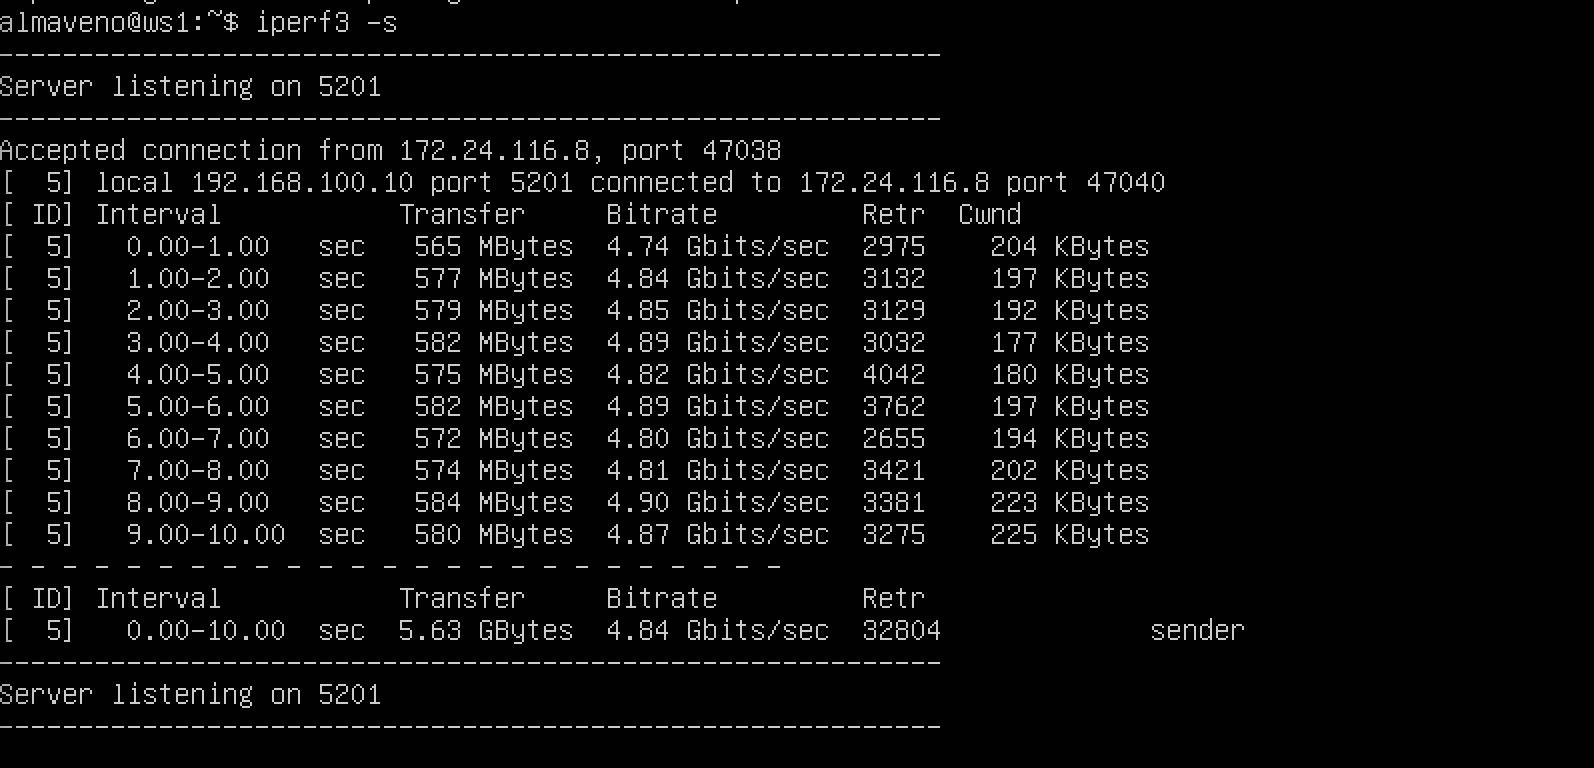 almaveno@ws1:~$ iperf3 -s
-----------------------------------------------------------
Server listening on 5201
-----------------------------------------------------------
Accepted connection from 172.24.116.8, port 47038
[  5] local 192.168.100.10 port 5201 connected to 172.24.116.8 port 47040
[ ID] Interval           Transfer     Bitrate         Retr  Cwnd
[  5]   0.00-1.00   sec   565 MBytes  4.74 Gbits/sec  2975    204 KBytes
[  5]   1.00-2.00   sec   577 MBytes  4.84 Gbits/sec  3132    197 KBytes
[  5]   2.00-3.00   sec   579 MBytes  4.85 Gbits/sec  3129    192 KBytes
[  5]   3.00-4.00   sec   582 MBytes  4.89 Gbits/sec  3032    177 KBytes
[  5]   4.00-5.00   sec   575 MBytes  4.82 Gbits/sec  4042    180 KBytes
[  5]   5.00-6.00   sec   582 MBytes  4.89 Gbits/sec  3762    197 KBytes
[  5]   6.00-7.00   sec   572 MBytes  4.80 Gbits/sec  2655    194 KBytes
[  5]   7.00-8.00   sec   574 MBytes  4.81 Gbits/sec  3421    202 KBytes
[  5]   8.00-9.00   sec   584 MBytes  4.90 Gbits/sec  3381    223 KBytes
[  5]   9.00-10.00  sec   580 MBytes  4.87 Gbits/sec  3275    225 KBytes
- - - - - - - - - - - - - - - - - - - - - - - - -
[ ID] Interval           Transfer     Bitrate         Retr
[  5]   0.00-10.00  sec  5.63 GBytes  4.84 Gbits/sec  32804             sender
-----------------------------------------------------------
Server listening on 5201
-----------------------------------------------------------